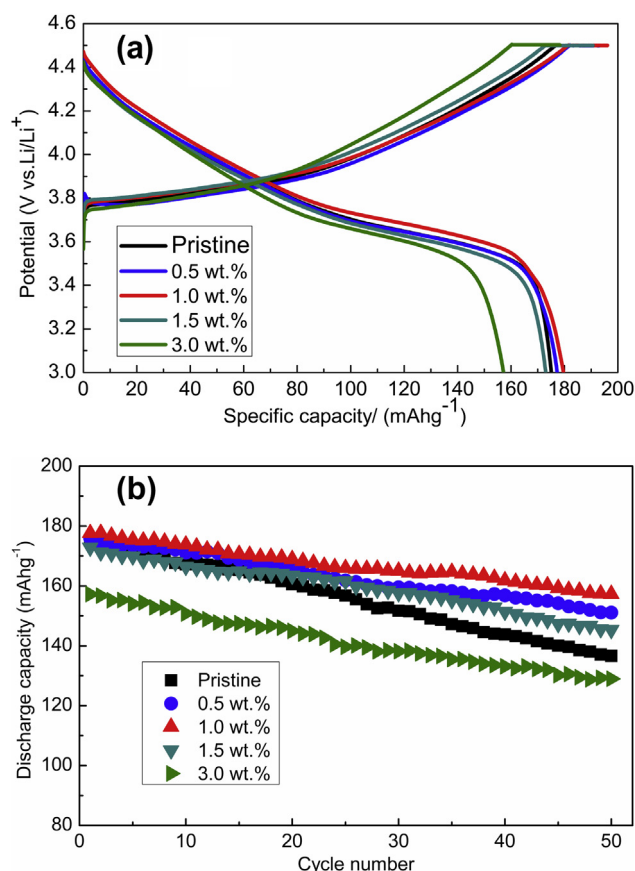 (a)
4.6
4.4
4.2
4.0
3.8
3.6
3.4
3.2
3.0
Potential (V vs.Li/Li⁺)
Pristine
0.5 wt.%
1.0 wt.%
1.5 wt.%
3.0 wt.%
0 20 40 60 80 100 120 140 160 180 200
Specific capacity/ (mAhg⁻¹)
(b)
200
180
160
140
120
100
80
Discharge capacity (mAhg⁻¹)
Pristine
0.5 wt.%
1.0 wt.%
1.5 wt.%
3.0 wt.%
0 10 20 30 40 50
Cycle number